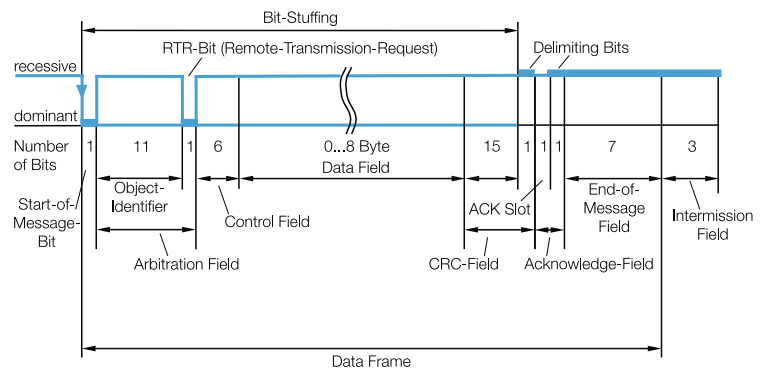 Bit-Stuffing
RTR-Bit (Remote-Transmission-Request)
Delimiting Bits
recessive
dominant
Number
of Bits
1
11
1
6
0...8 Byte
15
1
1
1
7
3
Data Field
Start-of-
Message-
Bit
Object-
Identifier
Control Field
ACK Slot
End-of-
Message
Field
Intermission
Field
Arbitration Field
CRC-Field
Acknowledge-Field
Data Frame